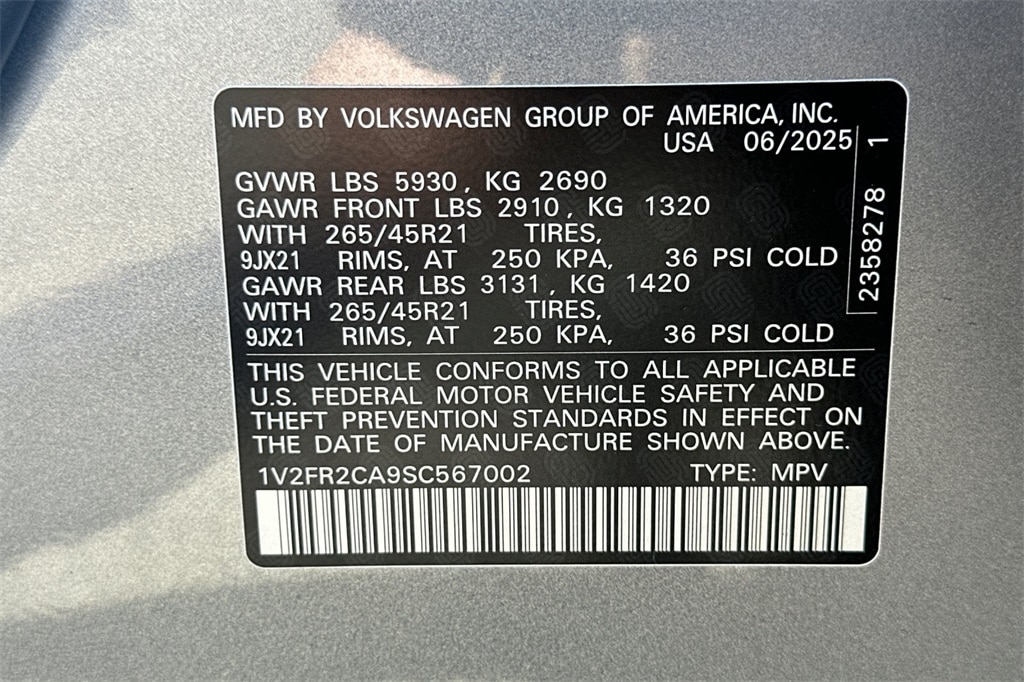 MFD BY VOLKSWAGEN GROUP OF AMERICA, INC.
USA 06/2025
GVWR LBS 5930, KG 2690
GAWR FRONT LBS 2910, KG 1320
WITH 265/45R21 TIRES,
9JX21 RIMS, AT 250 KPA, 36 PSI COLD
GAWR REAR LBS 3131, KG 1420
WITH 265/45R21 TIRES,
9JX21 RIMS, AT 250 KPA, 36 PSI COLD
THIS VEHICLE CONFORMS TO ALL APPLICABLE
U.S. FEDERAL MOTOR VEHICLE SAFETY AND
THEFT PREVENTION STANDARDS IN EFFECT ON
THE DATE OF MANUFACTURE SHOWN ABOVE.
1V2FR2CA9SC567002 TYPE: MPV
2358278 1